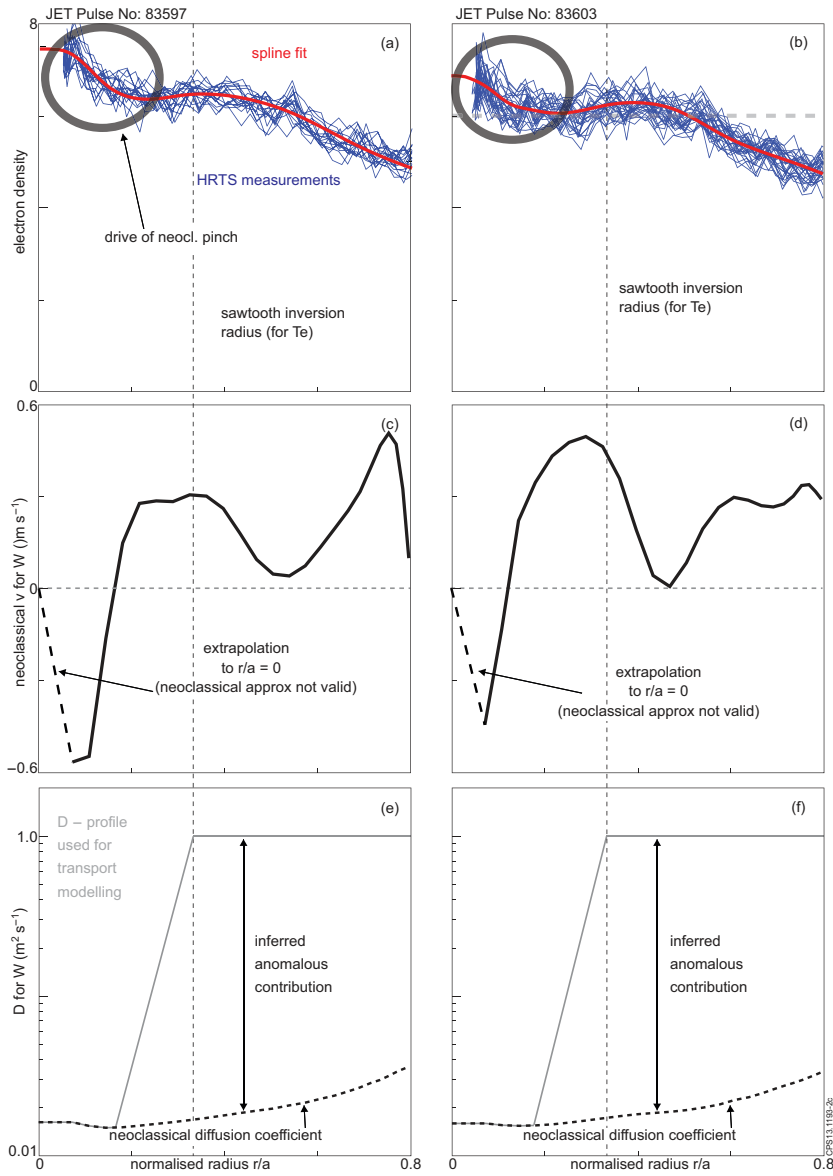 JET Pulse No: 83597
JET Pulse No: 83603
8
(a)
spline fit
HRTS measurements
drive of neocl. pinch
sawtooth inversion
radius (for Te)
electron density
0
(b)
sawtooth inversion
radius (for Te)
0.6
(c)
neoclassical v for W ()m s⁻¹)
0
extrapolation
to r/a = 0
(neoclassical approx not valid)
−0.6
(d)
extrapolation
to r/a = 0
(neoclassical approx not valid)
(e)
D – profile
used for
transport
modelling
1.0
D for W (m² s⁻¹)
inferred
anomalous
contribution
neoclassical diffusion coefficient
0.01
0
normalised radius r/a
0.8
(f)
inferred
anomalous
contribution
neoclassical diffusion coefficient
0
normalised radius r/a
0.8
CPS13.1193-2c